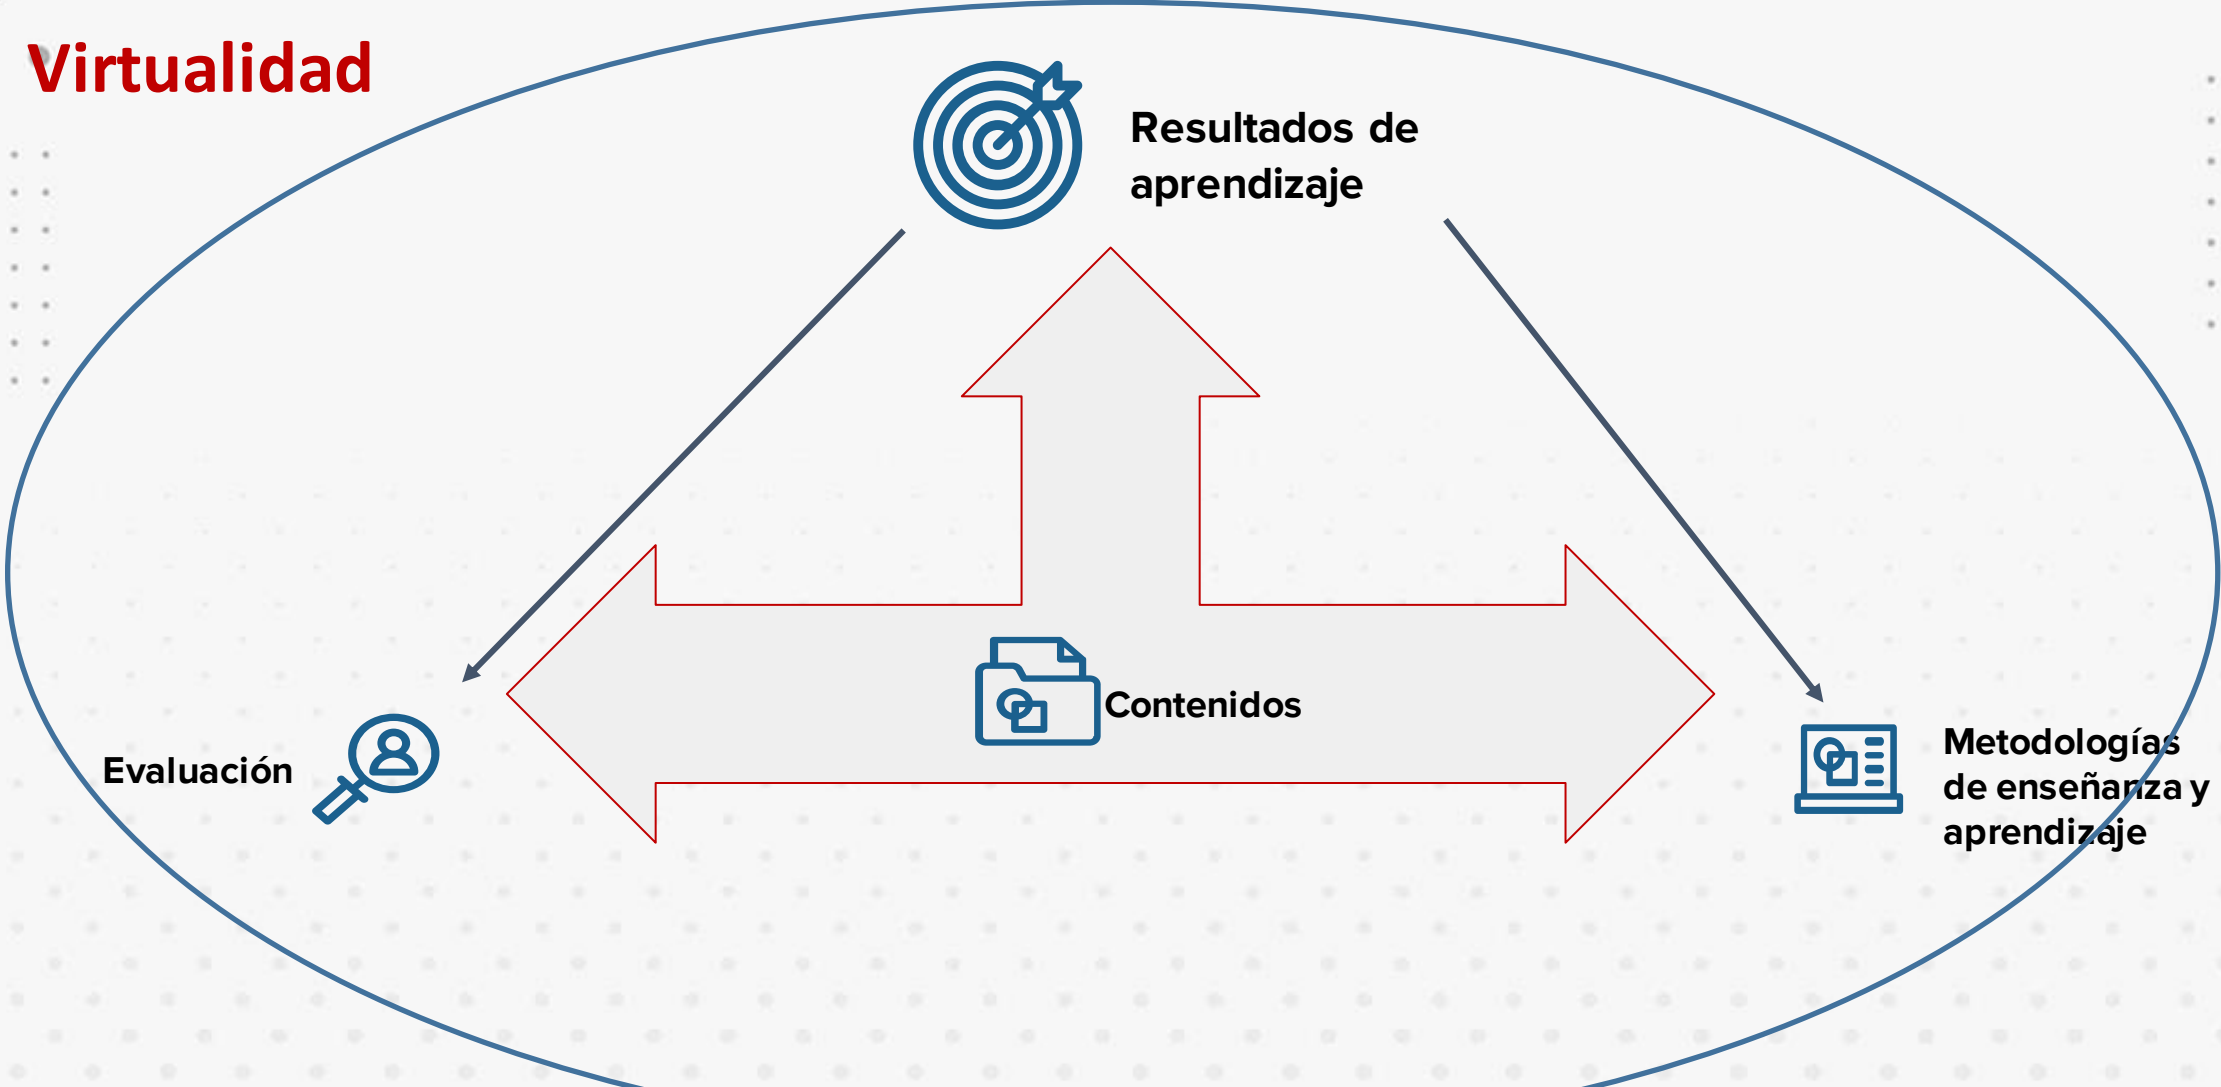 Virtualidad
Resultados de
aprendizaje
Contenidos
Evaluación
Metodologías
de enseñanza y
aprendizaje